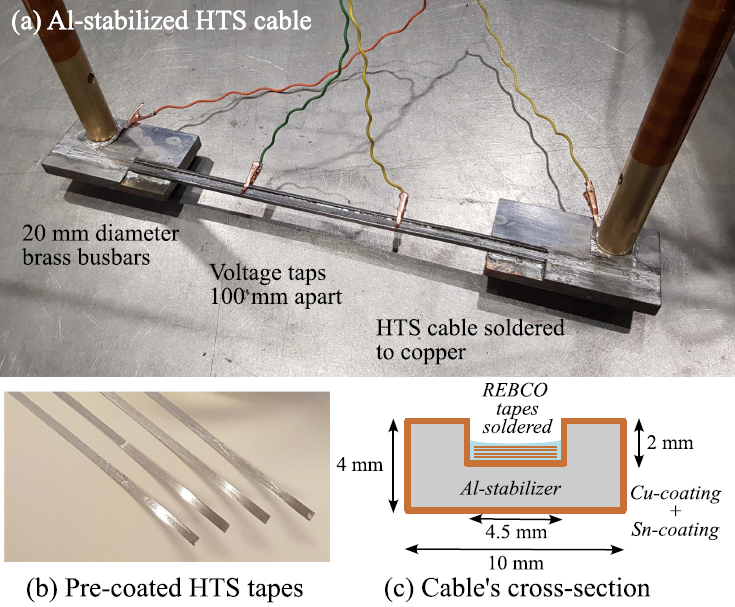 (a) Al-stabilized HTS cable
20 mm diameter
brass busbars
Voltage taps
100 mm apart
HTS cable soldered
to copper
REBCO
tapes
soldered
4 mm
2 mm
Al-stabilizer
Cu-coating
+
Sn-coating
4.5 mm
10 mm
(b) Pre-coated HTS tapes
(c) Cable's cross-section